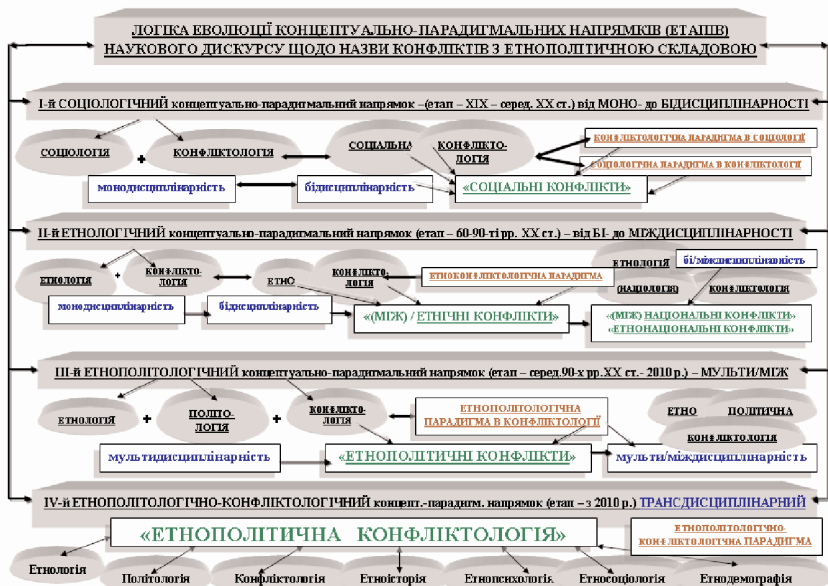 ЛОГІКА ЕВОЛЮЦІЇ КОНЦЕПТУАЛЬНО-ПАРАДИГМАЛЬНИХ НАПРЯМКІВ (ЕТАПІВ)
НАУКОВОГО ДИСКУРСУ ЩОДО НАЗВИ КОНФЛІКТІВ З ЕТНОПОЛІТИЧНОЮ СКЛАДОВОЮ
І-й СОЦІОЛОГІЧНИЙ концептуально-парадигмальний напрямок –(етап – ХІХ – серед. ХХ ст.) від МОНО- до БІДИСЦИПЛІНАРНОСТІ
СОЦІОЛОГІЯ + КОНФЛІКТОЛОГІЯ
СОЦІАЛЬНА
КОНФЛІКТО-
ЛОГІЯ
КОНФЛІКТОЛОГІЧНА ПАРАДИГМА В СОЦІОЛОГІЇ
СОЦІОЛОГІЧНА ПАРАДИГМА В КОНФЛІКТОЛОГІЇ
монодисциплінарність
бідисциплінарність
«СОЦІАЛЬНІ КОНФЛІКТИ»
ІІ-й ЕТНОЛОГІЧНИЙ концептуально-парадигмальний напрямок (етап – 60-90-ті рр. ХХ ст.) – від БІ- до МІЖДИСЦИПЛІНАРНОСТІ
ЕТНОЛОГІЯ +
КОНФЛІКТО-
ЛОГІЯ
ЕТНО
КОНФЛІКТО-
ЛОГІЯ
ЕТНОКОНФЛІКТОЛОГІЧНА ПАРАДИГМА
ЕТНОЛОГІЯ
(НАЦІОЛОГІЯ)
бі/міждисциплінарність
КОНФЛІКТОЛОГІЯ
монодисциплінарність
бідисциплінарність
«(МІЖ) / ЕТНІЧНІ КОНФЛІКТИ»
«(МІЖ) НАЦІОНАЛЬНІ КОНФЛІКТИ»
«ЕТНОНАЦІОНАЛЬНІ КОНФЛІКТИ»
ІІІ-й ЕТНОПОЛІТОЛОГІЧНИЙ концептуально-парадигмальний напрямок (етап – серед.90-х рр.ХХ ст.- 2010 р.) – МУЛЬТИ/МІЖ
ЕТНОЛОГІЯ +
ПОЛІТО-
ЛОГІЯ
+
КОНФЛІКТО-
ЛОГІЯ
ЕТНОПОЛІТОЛОГІЧНА
ПАРАДИГМА В КОНФЛІКТОЛОГІЇ
ЕТНО
ПОЛІТИЧНА
КОНФЛІКТОЛОГІЯ
мультидисциплінарність
«ЕТНОПОЛІТИЧНІ КОНФЛІКТИ»
мульти/міждисциплінарність
IV-й ЕТНОПОЛІТОЛОГІЧНО-КОНФЛІКТОЛОГІЧНИЙ концепт.-парадигм. напрямок (етап – з 2010 р.) ТРАНСДИСЦИПЛІНАРНИЙ
«ЕТНОПОЛІТИЧНА КОНФЛІКТОЛОГІЯ»
ЕТНОПОЛІТОЛОГІЧНО-
КОНФЛІКТОЛОГІЧНА ПАРАДИГМА
Етнологія
Політологія
Конфліктологія
Етноісторія
Етнопсихологія
Етносоціологія
Етнодемографія